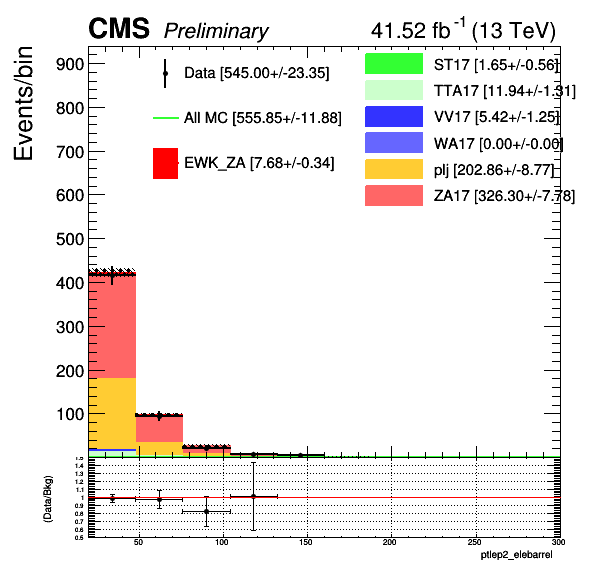 CMS Preliminary 41.52 fb⁻¹ (13 TeV)
Events/bin
900
800
700
600
500
400
300
200
100
Data [545.00+/-23.35]
All MC [555.85+/-11.88]
EWK_ZA [7.68+/-0.34]
ST17 [1.65+/-0.56]
TTA17 [11.94+/-1.31]
VV17 [5.42+/-1.25]
WA17 [0.00+/-0.00]
plj [202.86+/-8.77]
ZA17 [326.30+/-7.78]
(Data/Bkg)
1.5
1.4
1.3
1.2
1.1
1
0.9
0.8
0.7
0.6
0.5
50 100 150 200 250 300
ptlep2_elebarrel